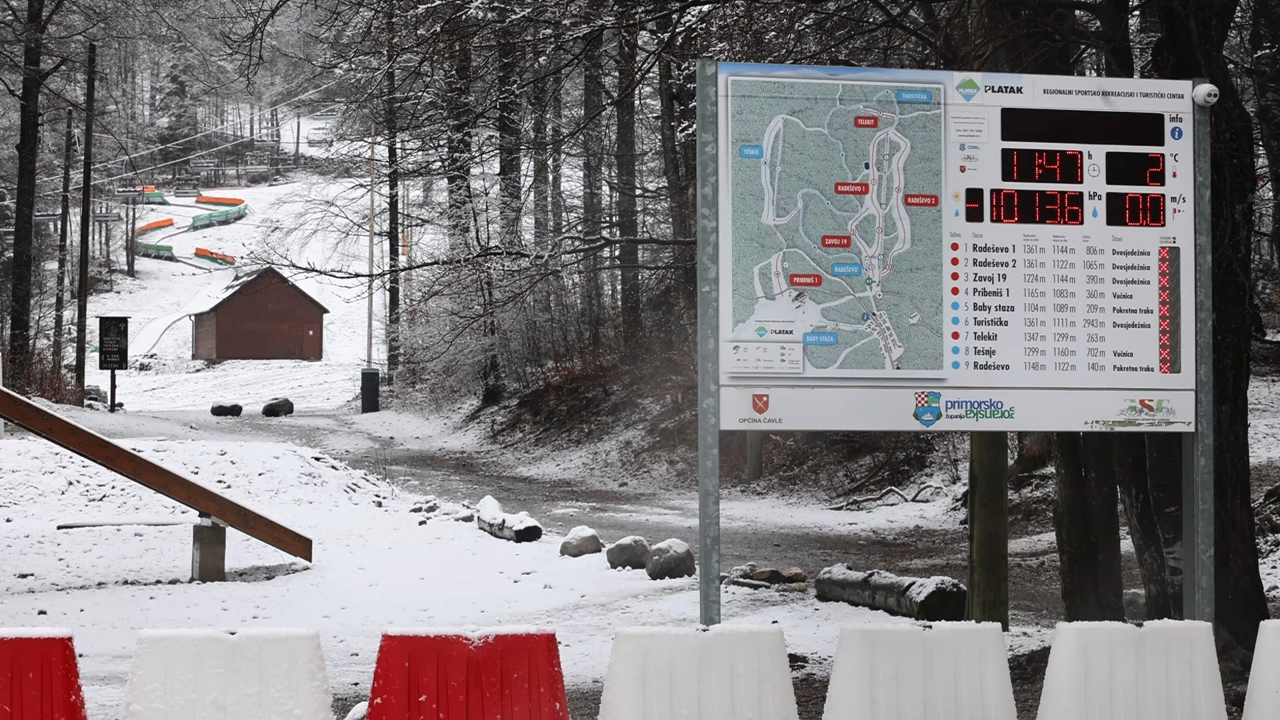 PLATAK
REGIONALNI SPORTSKO REKREACIJSKI I TURISTIČKI CENTAR
info
TURISTIČKA
TELEKIT
TEŠNJE
RADEŠEVO 1
RADEŠEVO 2
ZAVOJ 19
RADEŠEVO
PRIBENIŠ 1
PLATAK
BABY STAZA
11:47 h
2 °C
1013.6 hPa
0.0 m/s
Staza
1 Radeševo 1 1361 m 1144 m 806 m Dvosjedežnica
2 Radeševo 2 1361 m 1122 m 1065 m Dvosjedežnica
3 Zavoj 19 1224 m 1144 m 390 m Dvosjedežnica
4 Pribeniš 1 1165 m 1083 m 360 m Vučnica
5 Baby staza 1104 m 1089 m 209 m Pokretna traka
6 Turistička 1361 m 1111 m 2943 m Dvosjedežnica
7 Telekit 1347 m 1299 m 263 m
8 Tešnje 1299 m 1160 m 702 m Vučnica
9 Radeševo 1148 m 1122 m 140 m Pokretna traka
OPĆINA ČAVLE
primorsko
goranska
županija